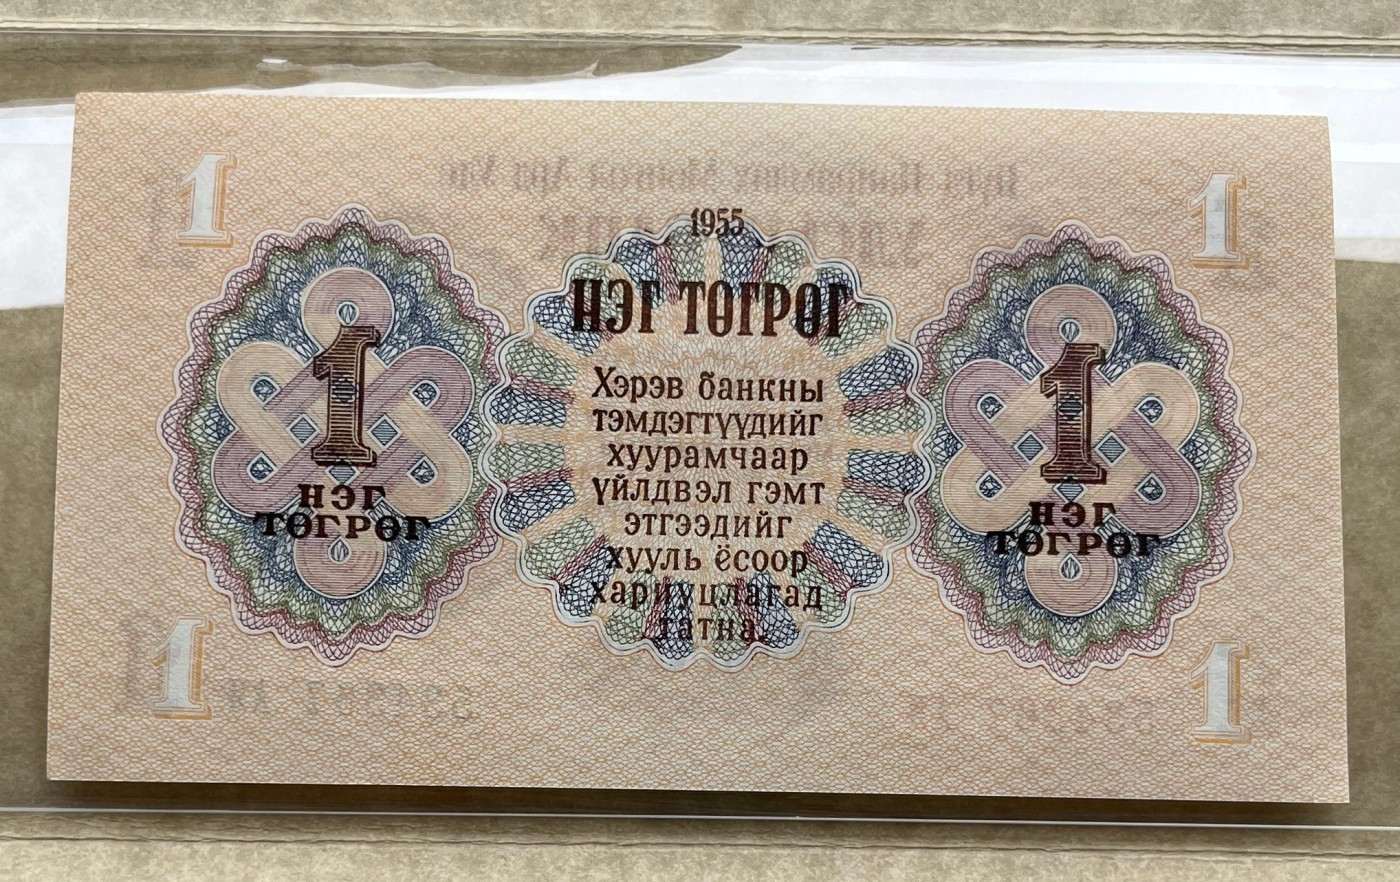 1
1
1955
НЭГ ТӨГРӨГ
Хэрэв банкны
тэмдэгтүүдийг
хуурамчаар
үйлдвэл гэмт
этгээдийг
хууль ёсоор
хариуцлагад
татна.
1
НЭГ
ТӨГРӨГ
1
НЭГ
ТӨГРӨГ
1
1